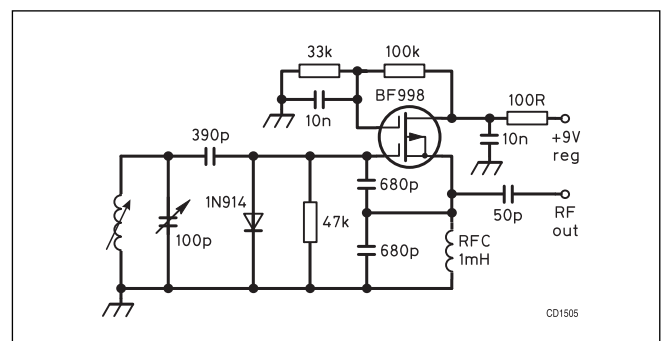 33k
100k
BF998
10n
100R
10n
+9V
reg
390p
680p
1N914
47k
100p
680p
50p
RF
out
RFC
1mH
CD1505